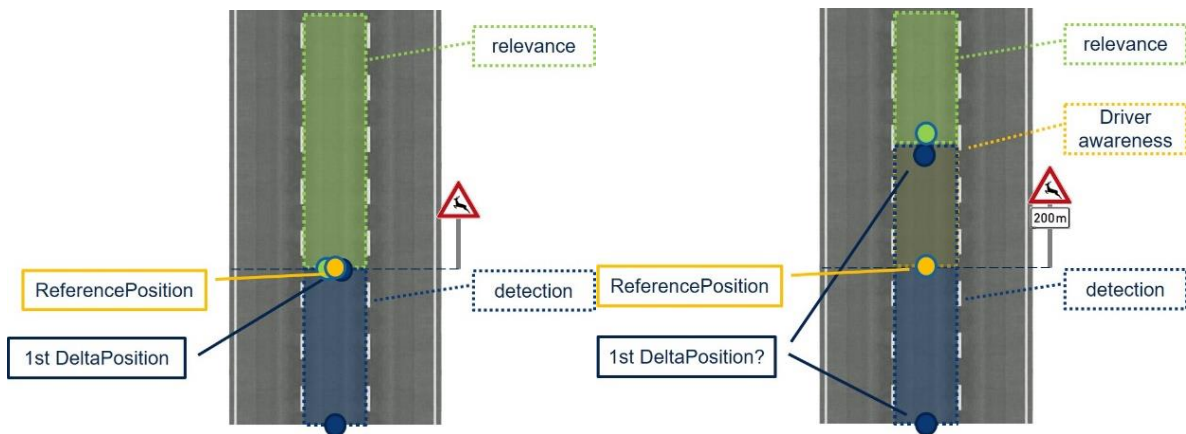 relevance
ReferencePosition
detection
1st DeltaPosition
relevance
Driver
awareness
200m
ReferencePosition
detection
1st DeltaPosition?